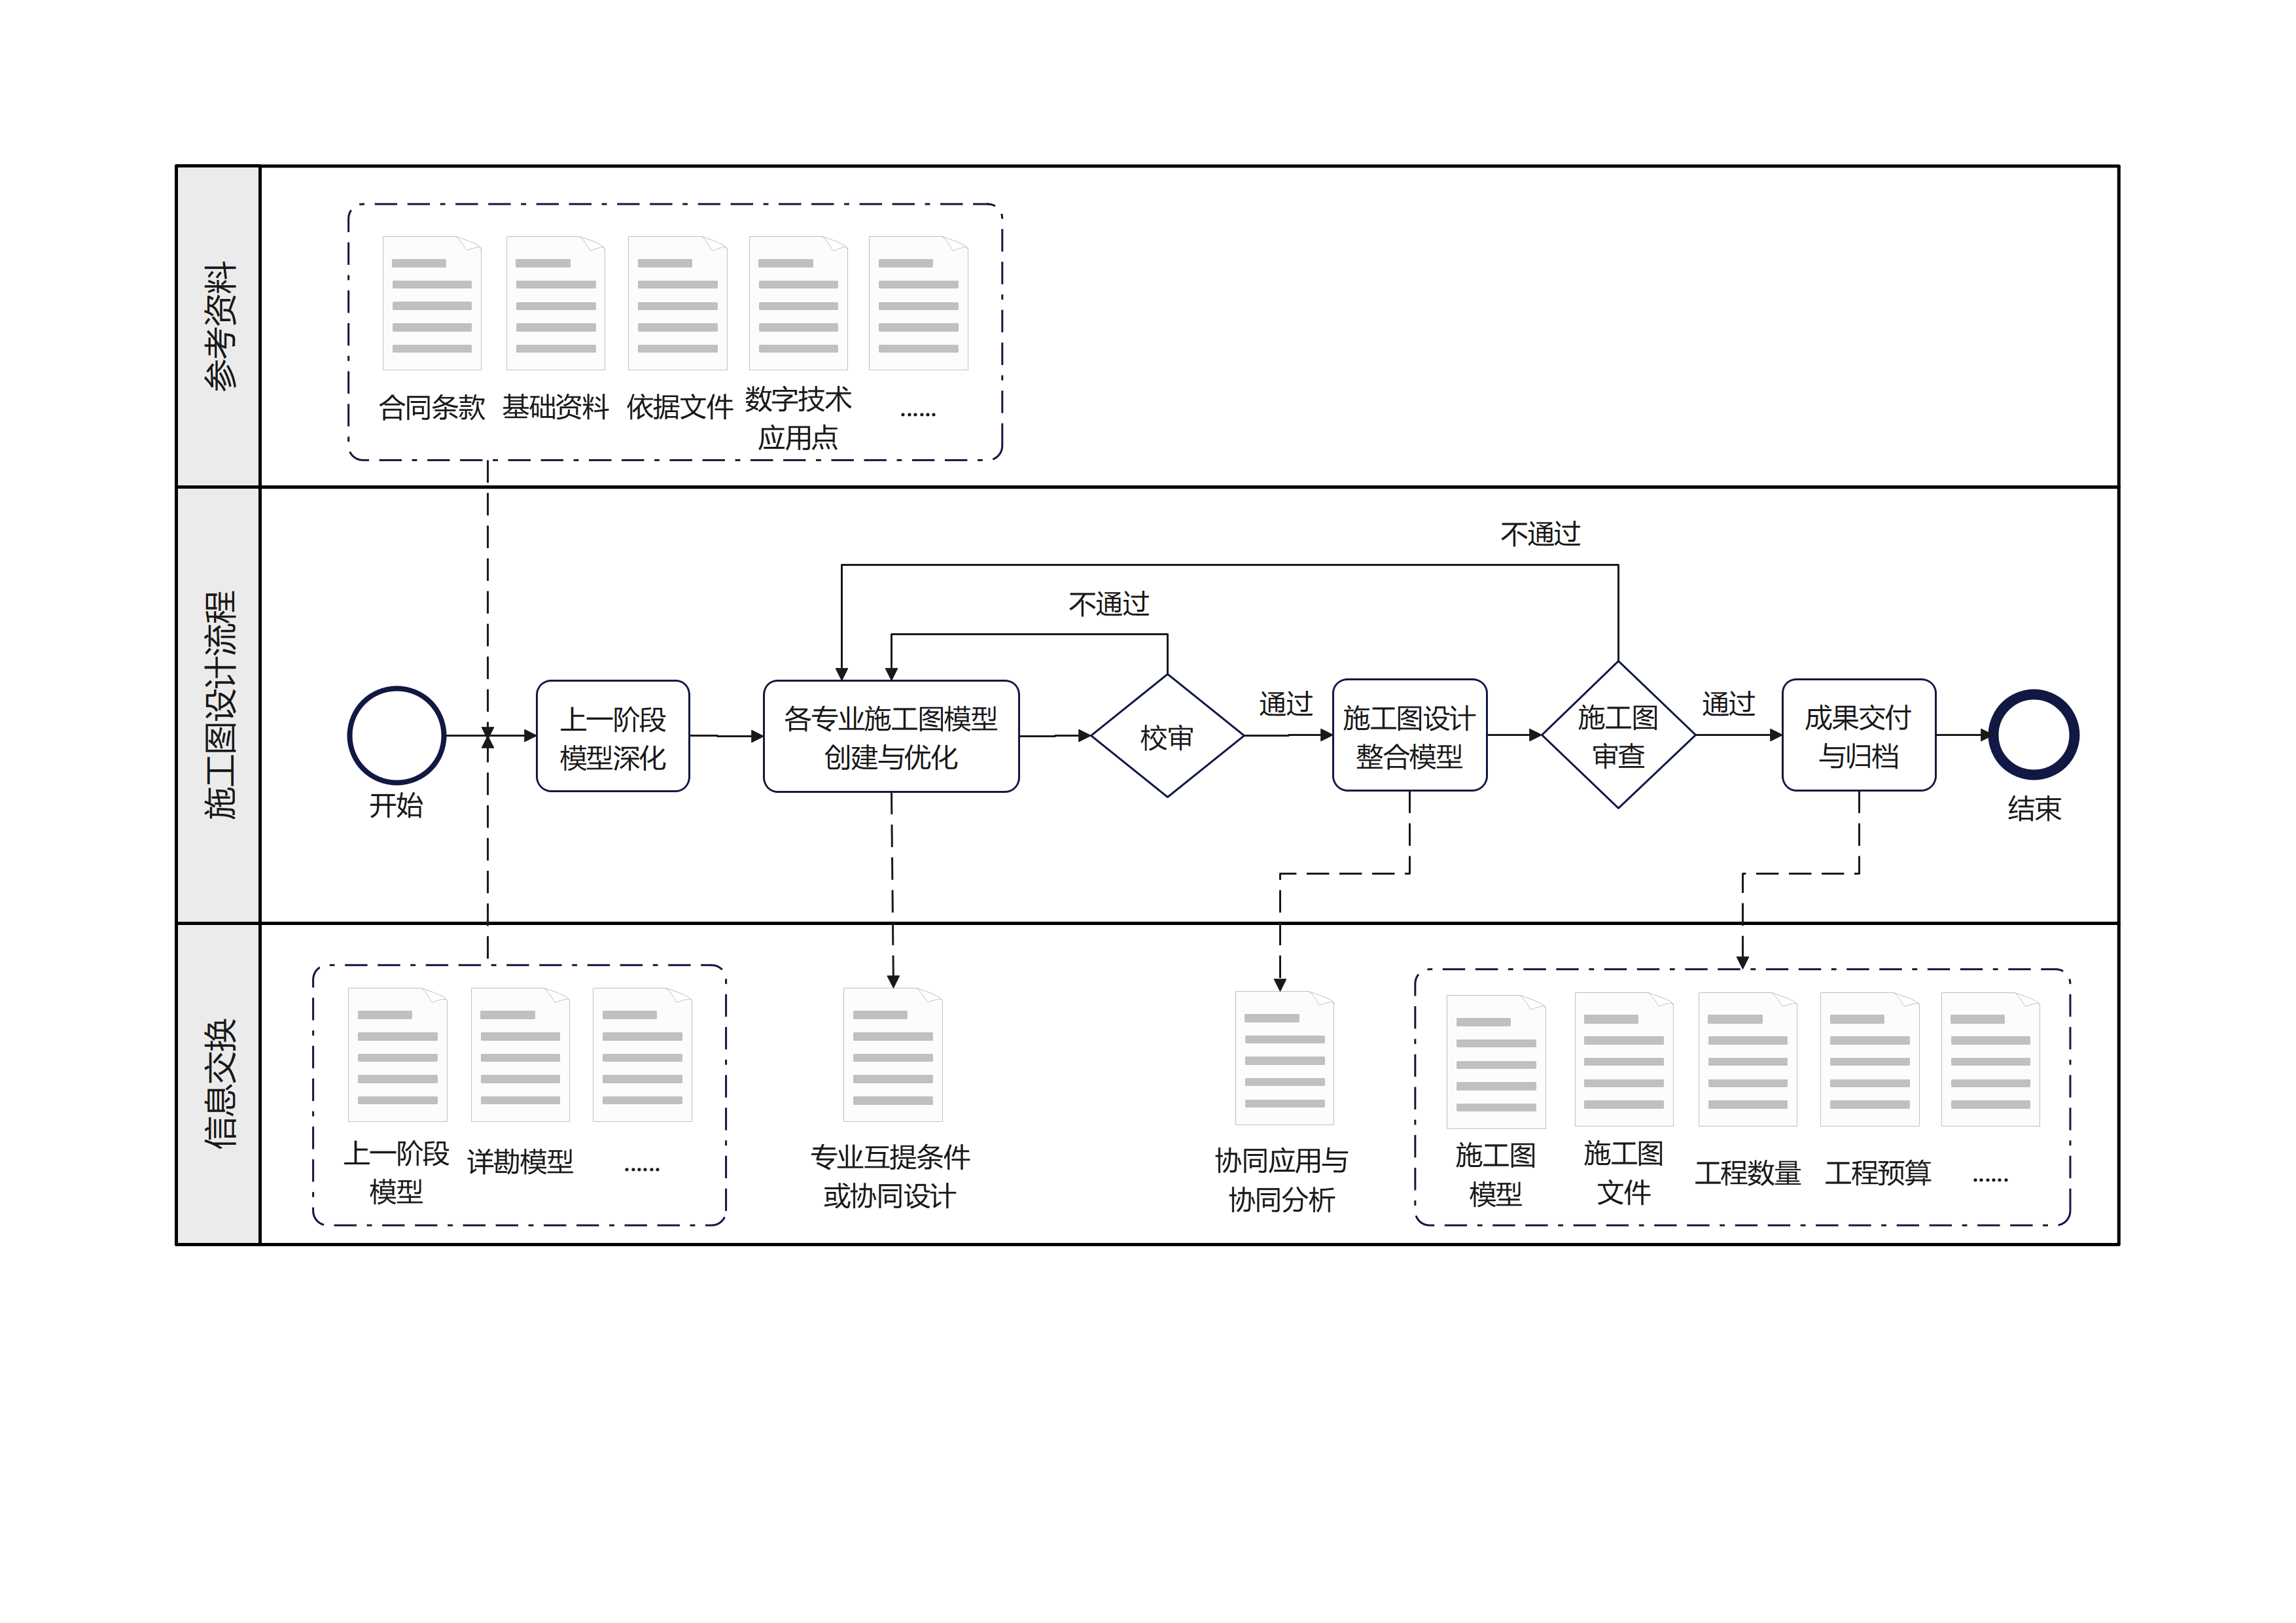 参考资料
合同条款
基础资料
依据文件
数字技术
应用点
......
施工图设计流程
不通过
不通过
开始
上一阶段
模型深化
各专业施工图模型
创建与优化
校审
通过
施工图设计
整合模型
施工图
审查
通过
成果交付
与归档
结束
信息交换
上一阶段
模型
详勘模型
......
专业互提条件
或协同设计
协同应用与
协同分析
施工图
模型
施工图
文件
工程数量
工程预算
......